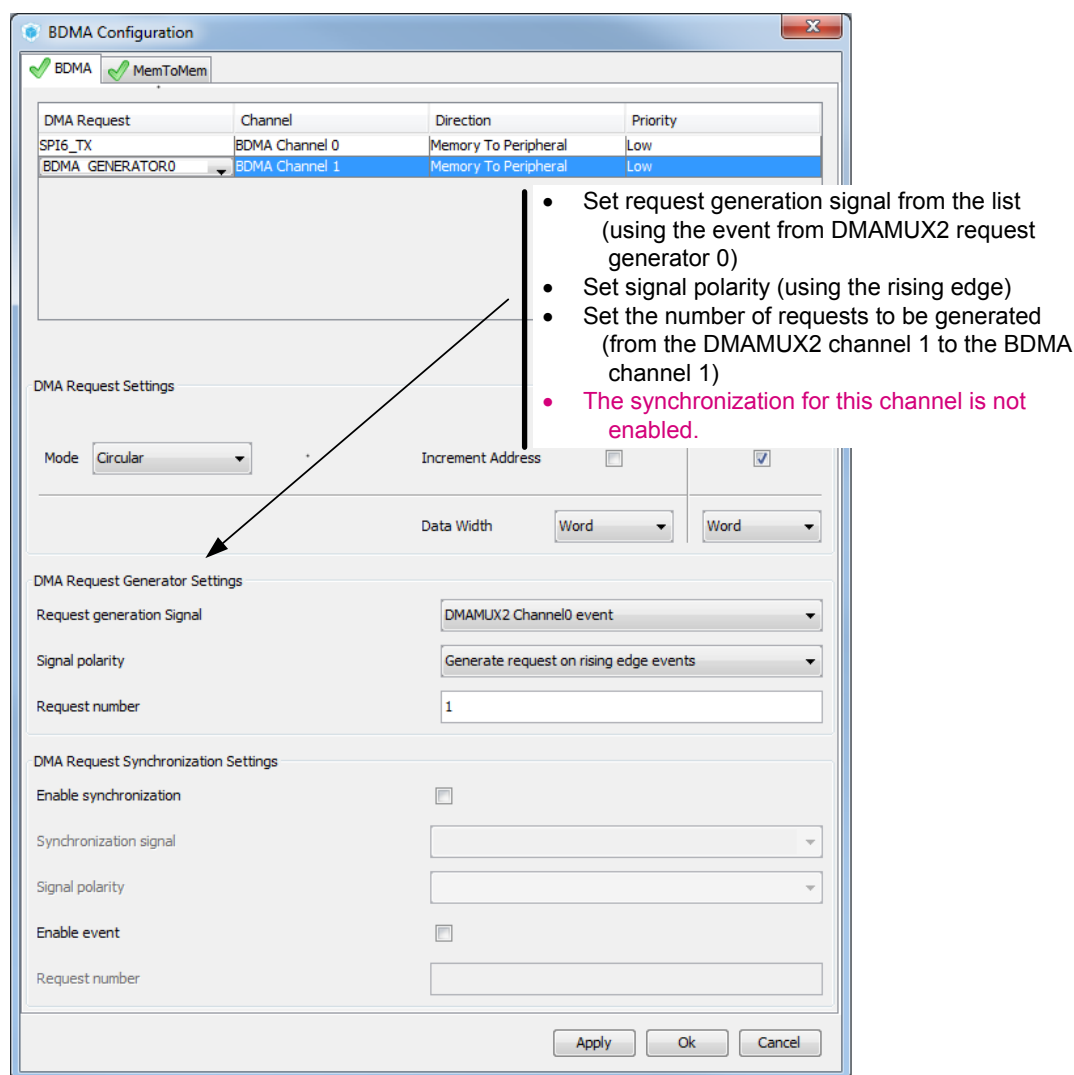 BDMA Configuration
BDMA
MemToMem
DMA Request Channel Direction Priority
SPI6_TX BDMA Channel 0 Memory To Peripheral Low
BDMA GENERATOR0 BDMA Channel 1 Memory To Peripheral Low
• Set request generation signal from the list
(using the event from DMAMUX2 request
generator 0)
• Set signal polarity (using the rising edge)
• Set the number of requests to be generated
(from the DMAMUX2 channel 1 to the BDMA
channel 1)
• The synchronization for this channel is not
enabled.
DMA Request Settings
Mode Circular Increment Address
Data Width Word Word
DMA Request Generator Settings
Request generation Signal DMAMUX2 Channel0 event
Signal polarity Generate request on rising edge events
Request number 1
DMA Request Synchronization Settings
Enable synchronization
Synchronization signal
Signal polarity
Enable event
Request number
Apply Ok Cancel